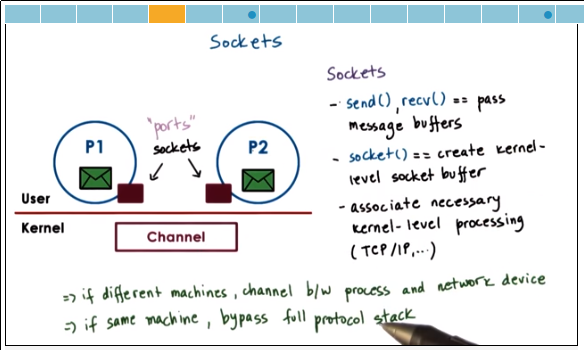 Sockets
Sockets
- send(), recv() == pass
message buffers
- socket() == create kernel-
level socket buffer
- associate necessary
kernel-level processing
(TCP/IP,...)
"ports"
sockets
P1
P2
User
Kernel
Channel
=> if different machines, channel b/w process and network device
=> if same machine, bypass full protocol stack